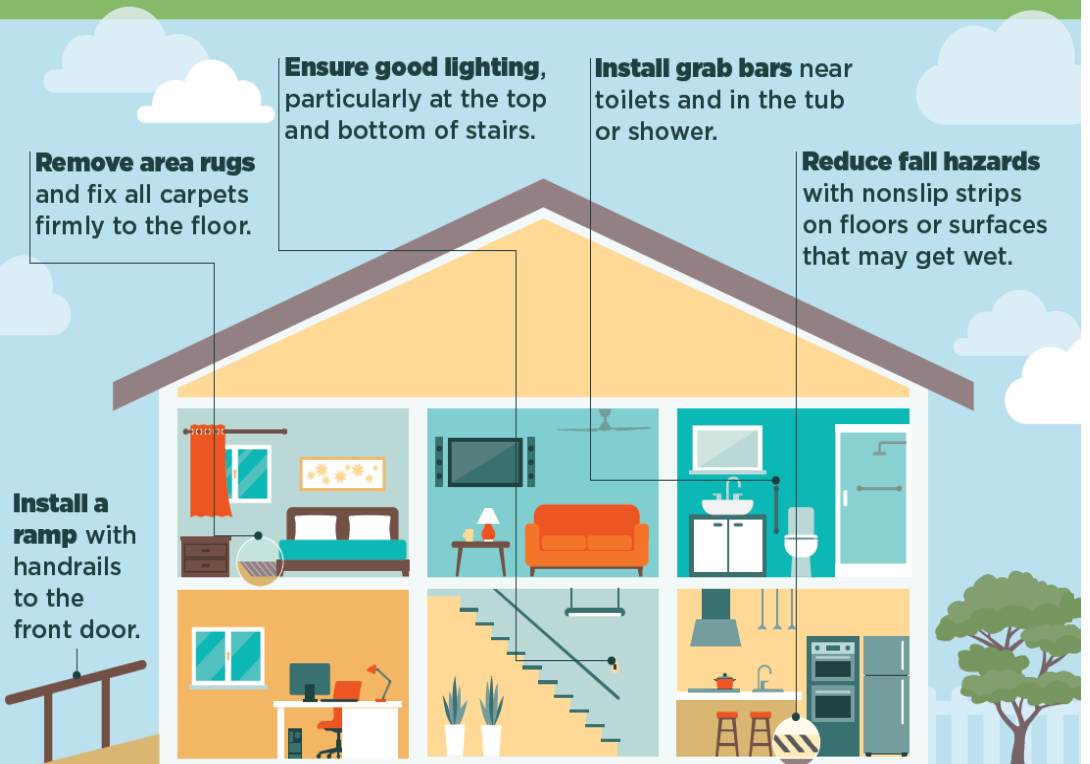 Ensure good lighting,
particularly at the top
and bottom of stairs.
Install grab bars near
toilets and in the tub
or shower.
Remove area rugs
and fix all carpets
firmly to the floor.
Reduce fall hazards
with nonslip strips
on floors or surfaces
that may get wet.
Install a
ramp with
handrails
to the
front door.